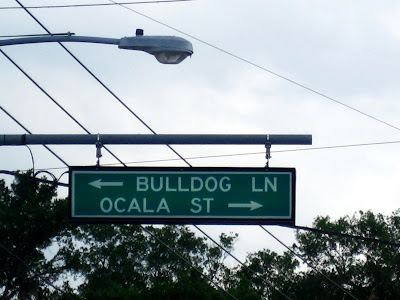 ← BULLDOG LN
OCALA ST →